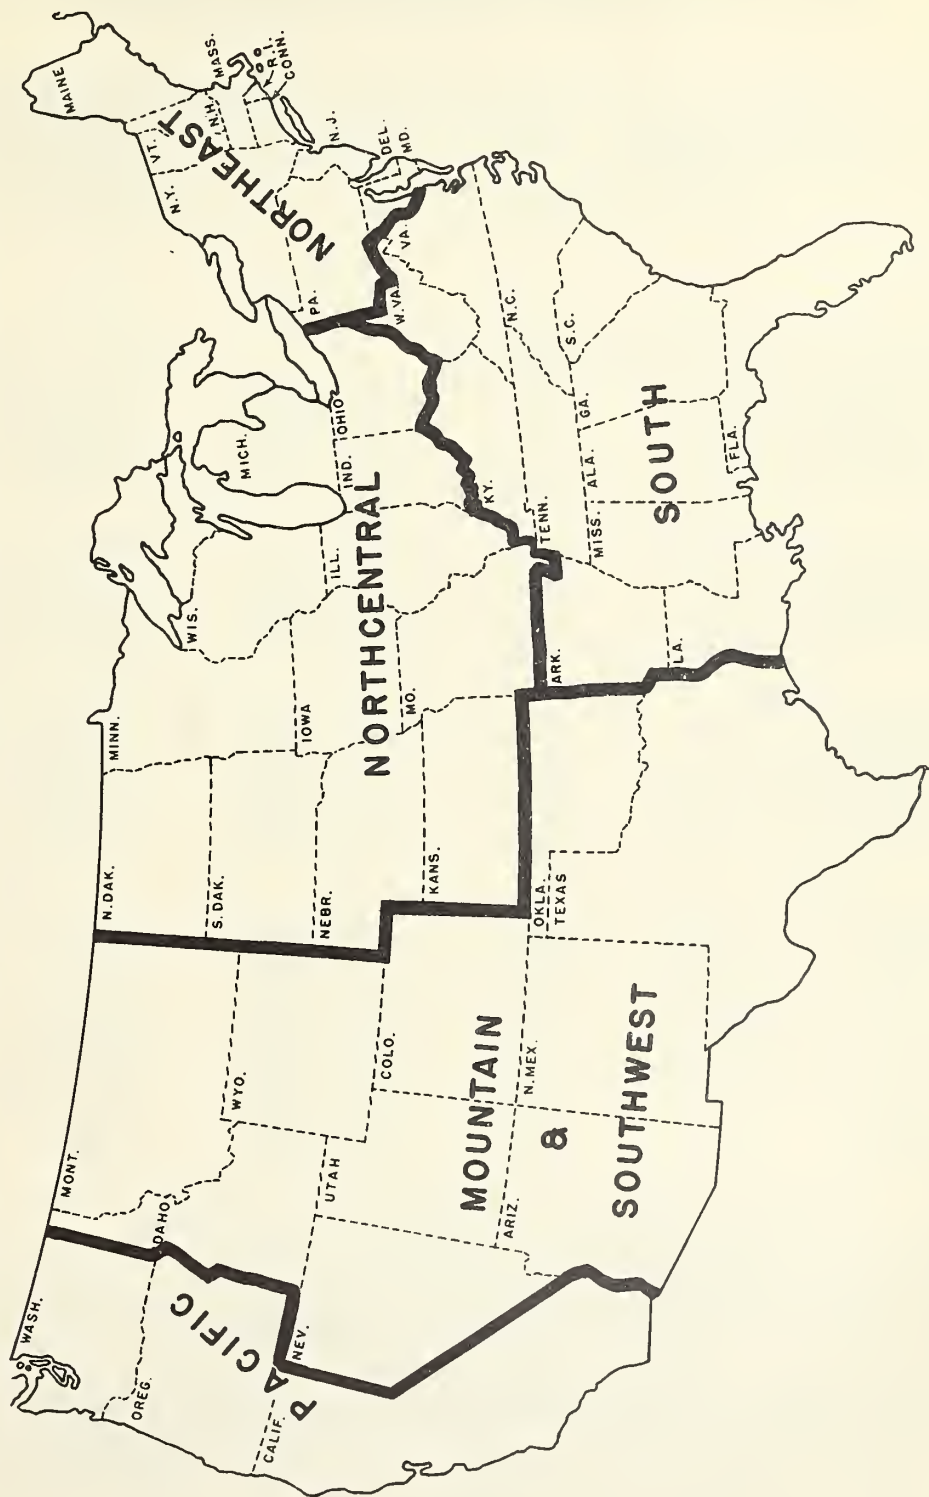 WASH.
OREG.
CALIF.
PACIFIC
NEV.
DAHO
MONT.
WYO.
UTAH
COLO.
ARIZ.
N. MEX.
MOUNTAIN
&
SOUTHWEST
OKLA.
TEXAS
N. DAK.
S. DAK.
NEBR.
KANS.
MINN.
IOWA
MO.
WIS.
ILL.
MICH.
IND.
OHIO
NORTHCENTRAL
ARK.
LA.
KY.
TENN.
MISS.
ALA.
GA.
FLA.
S.C.
N.C.
VA.
W.VA.
SOUTH
PA.
N.Y.
VT.
N.H.
MAINE
MASS.
R.I.
CONN.
N.J.
DEL.
MD.
NORTHEAST